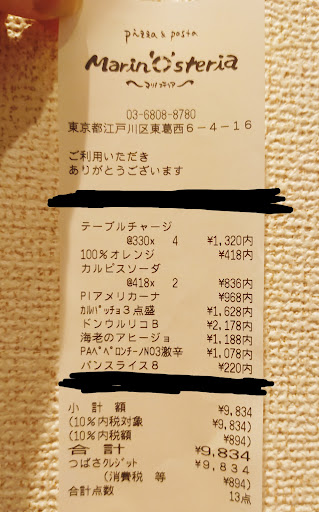 pizza & pasta
Marin'O'steria
～マリノステリア～
03-6808-8780
東京都江戸川区東葛西6-4-16
ご利用いただき
ありがとうございます
テーブルチャージ
@330x 4 ¥1,320内
100%オレンジ ¥418内
カルピスソーダ
@418x 2 ¥836内
PIアメリカーナ ¥968内
ｶﾙﾊﾟｯﾁｮ3点盛 ¥1,628内
ドンウルリコB ¥2,178内
海老のアヒージョ ¥1,188内
PAﾍﾟﾍﾟﾛﾝﾁｰﾉNO3激辛 ¥1,078内
パンスライス8 ¥220内
小 計 額 ¥9,834
(10%内税対象 ¥9,834)
(10%内税額 ¥894)
合計 ¥9,834
つばさｸﾚｼﾞｯﾄ ¥9,834
(消費税 等 ¥894)
合計点数 13点